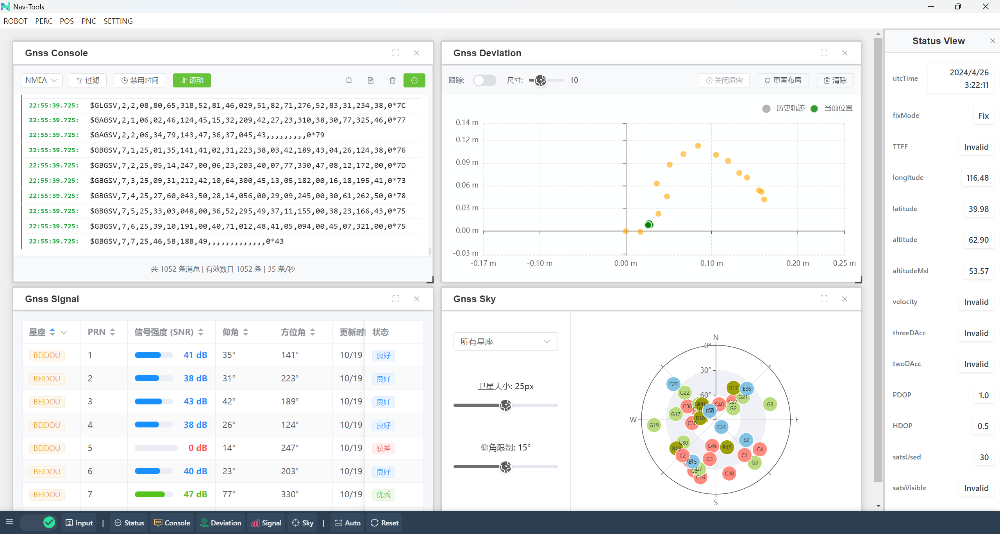 Nav-Tools
ROBOT PERC POS PNC SETTING
Gnss Console
NMEA 过滤 禁用时间 滚动
22:55:39.725: $GLGSV,2,2,08,80,65,318,52,81,46,029,51,82,71,276,52,83,31,234,38,0*7C
22:55:39.725: $GAGSV,2,1,06,02,46,124,45,15,32,209,42,27,23,310,38,30,77,325,46,0*77
22:55:39.725: $GAGSV,2,2,06,34,79,143,47,36,37,045,43,,,,,,,,,0*79
22:55:39.725: $GBGSV,7,1,25,01,35,141,41,02,31,223,38,03,42,189,43,04,26,124,38,0*76
22:55:39.725: $GBGSV,7,2,25,05,14,247,00,06,23,203,40,07,77,330,47,08,12,172,00,0*7D
22:55:39.725: $GBGSV,7,3,25,09,31,212,42,10,64,300,45,13,05,182,00,16,18,195,41,0*73
22:55:39.725: $GBGSV,7,4,25,27,60,043,50,28,14,056,00,29,09,245,00,30,61,262,50,0*78
22:55:39.725: $GBGSV,7,5,25,33,03,048,00,36,52,295,49,37,11,155,00,38,23,166,43,0*75
22:55:39.725: $GBGSV,7,6,25,39,10,191,00,40,71,012,48,41,05,094,00,45,07,321,00,0*75
22:55:39.725: $GBGSV,7,7,25,46,58,188,49,,,,,,,,,,,,,0*43
共 1052 条消息 | 有效数目 1052 条 | 35 条/秒
Gnss Deviation
跟踪: 尺寸: 10 关闭滑窗 重置布局 清除
历史轨迹 当前位置
0.14 m
0.12 m
0.09 m
0.06 m
0.03 m
0.00 m
-0.03 m
-0.17 m -0.10 m 0.00 m 0.10 m 0.20 m 0.25 m
Gnss Signal
星座 PRN 信号强度 (SNR) 仰角 方位角 更新时 状态
BEIDOU 1 41 dB 35° 141° 10/19 良好
BEIDOU 2 38 dB 31° 223° 10/19 良好
BEIDOU 3 43 dB 42° 189° 10/19 良好
BEIDOU 4 38 dB 26° 124° 10/19 良好
BEIDOU 5 0 dB 14° 247° 10/19 较差
BEIDOU 6 40 dB 23° 203° 10/19 良好
BEIDOU 7 47 dB 77° 330° 10/19 优秀
Gnss Sky
所有星座
卫星大小: 25px
仰角限制: 15°
N
0°
30°
60°
W
E
S
E27
G22
R17
E36
G21
G8
C36
C40
C27
G2
G17
E30
R18
C30
C10
G19
E34
G30
R19
C2
C46
R15
E2
C4
C1
C3
G3
E15
G7
C6
C16
C38
Status View
utcTime 2024/4/26
3:22:11
fixMode Fix
TTFF Invalid
longitude 116.48
latitude 39.98
altitude 62.90
altitudeMsl 53.57
velocity Invalid
threeDAcc Invalid
twoDAcc Invalid
PDOP 1.0
HDOP 0.5
satsUsed 30
satsVisible Invalid
Input | Status Console Deviation Signal Sky | Auto Reset